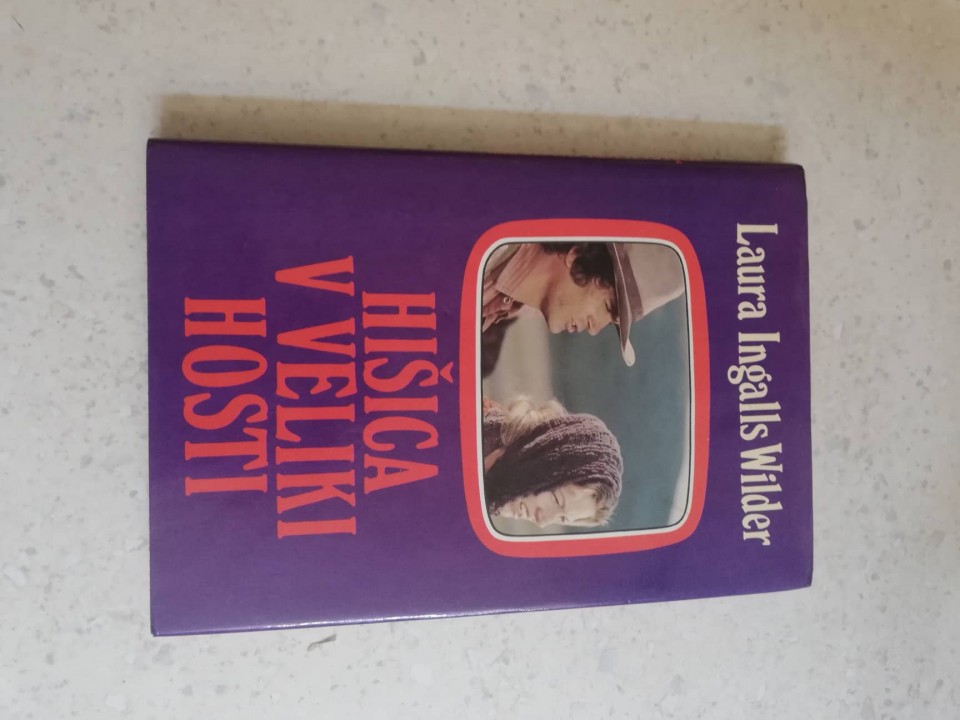 Laura Ingalls Wilder
HIŠICA
V VELIKI
HOSTI